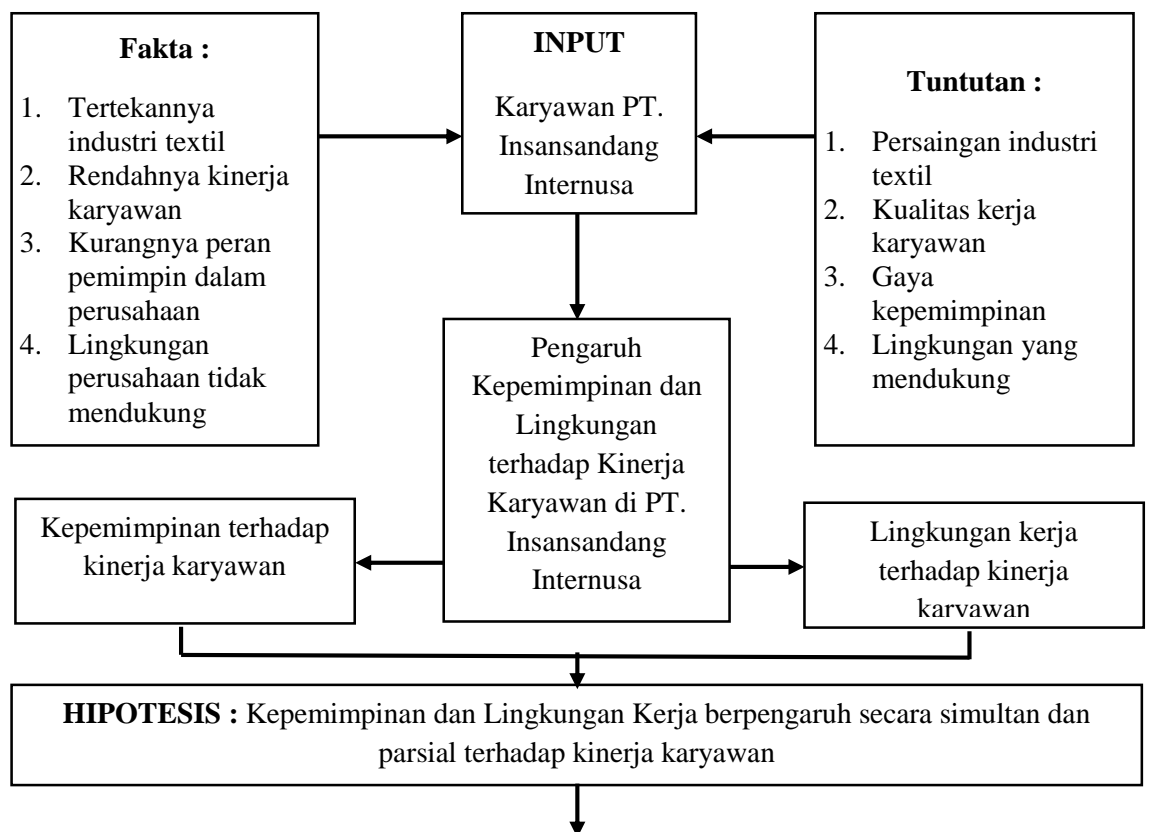 Fakta :
1. Tertekannya
industri textil
2. Rendahnya kinerja
karyawan
3. Kurangnya peran
pemimpin dalam
perusahaan
4. Lingkungan
perusahaan tidak
mendukung
INPUT
Karyawan PT.
Insansandang
Internusa
Tuntutan :
1. Persaingan industri
textil
2. Kualitas kerja
karyawan
3. Gaya
kepemimpinan
4. Lingkungan yang
mendukung
Pengaruh
Kepemimpinan dan
Lingkungan
terhadap Kinerja
Karyawan di PT.
Insansandang
Internusa
Kepemimpinan terhadap
kinerja karyawan
Lingkungan kerja
terhadap kinerja
karyawan
HIPOTESIS : Kepemimpinan dan Lingkungan Kerja berpengaruh secara simultan dan
parsial terhadap kinerja karyawan